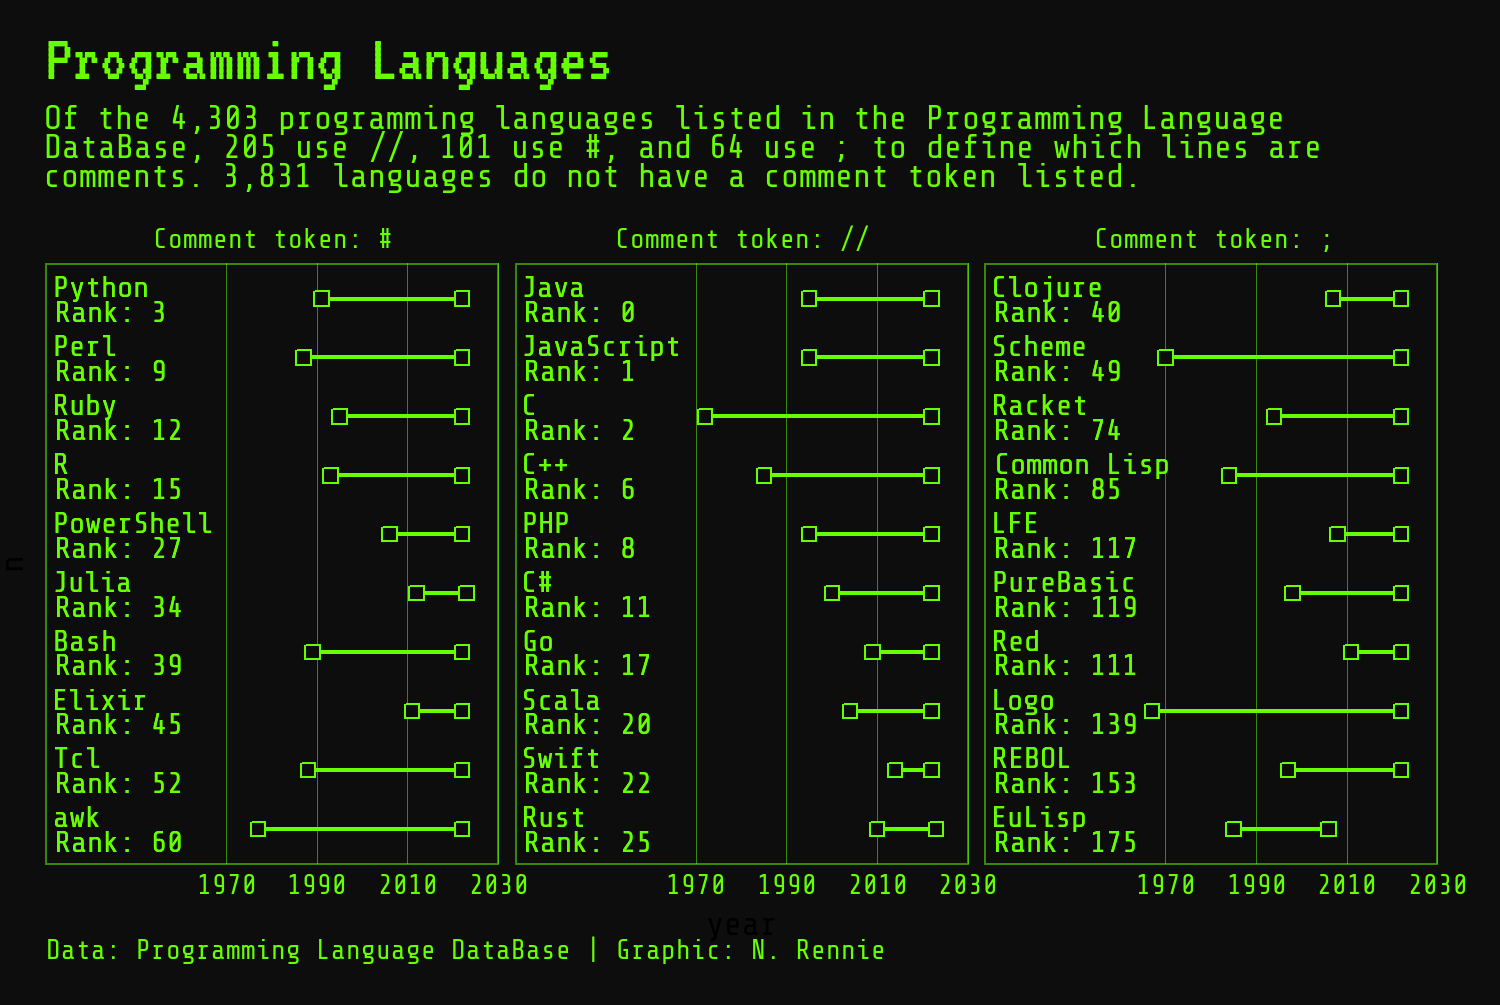 Programming Languages
Of the 4,303 programming languages listed in the Programming Language
DataBase, 205 use //, 101 use #, and 64 use ; to define which lines are
comments. 3,831 languages do not have a comment token listed.
Comment token: #
Python
Rank: 3
Perl
Rank: 9
Ruby
Rank: 12
R
Rank: 15
PowerShell
Rank: 27
Julia
Rank: 34
Bash
Rank: 39
Elixir
Rank: 45
Tcl
Rank: 52
awk
Rank: 60
1970 1990 2010 2030
Comment token: //
Java
Rank: 0
JavaScript
Rank: 1
C
Rank: 2
C++
Rank: 6
PHP
Rank: 8
C#
Rank: 11
Go
Rank: 17
Scala
Rank: 20
Swift
Rank: 22
Rust
Rank: 25
1970 1990 2010 2030
Comment token: ;
Clojure
Rank: 40
Scheme
Rank: 49
Racket
Rank: 74
Common Lisp
Rank: 85
LFE
Rank: 117
PureBasic
Rank: 119
Red
Rank: 111
Logo
Rank: 139
REBOL
Rank: 153
EuLisp
Rank: 175
1970 1990 2010 2030
n
year
Data: Programming Language DataBase | Graphic: N. Rennie